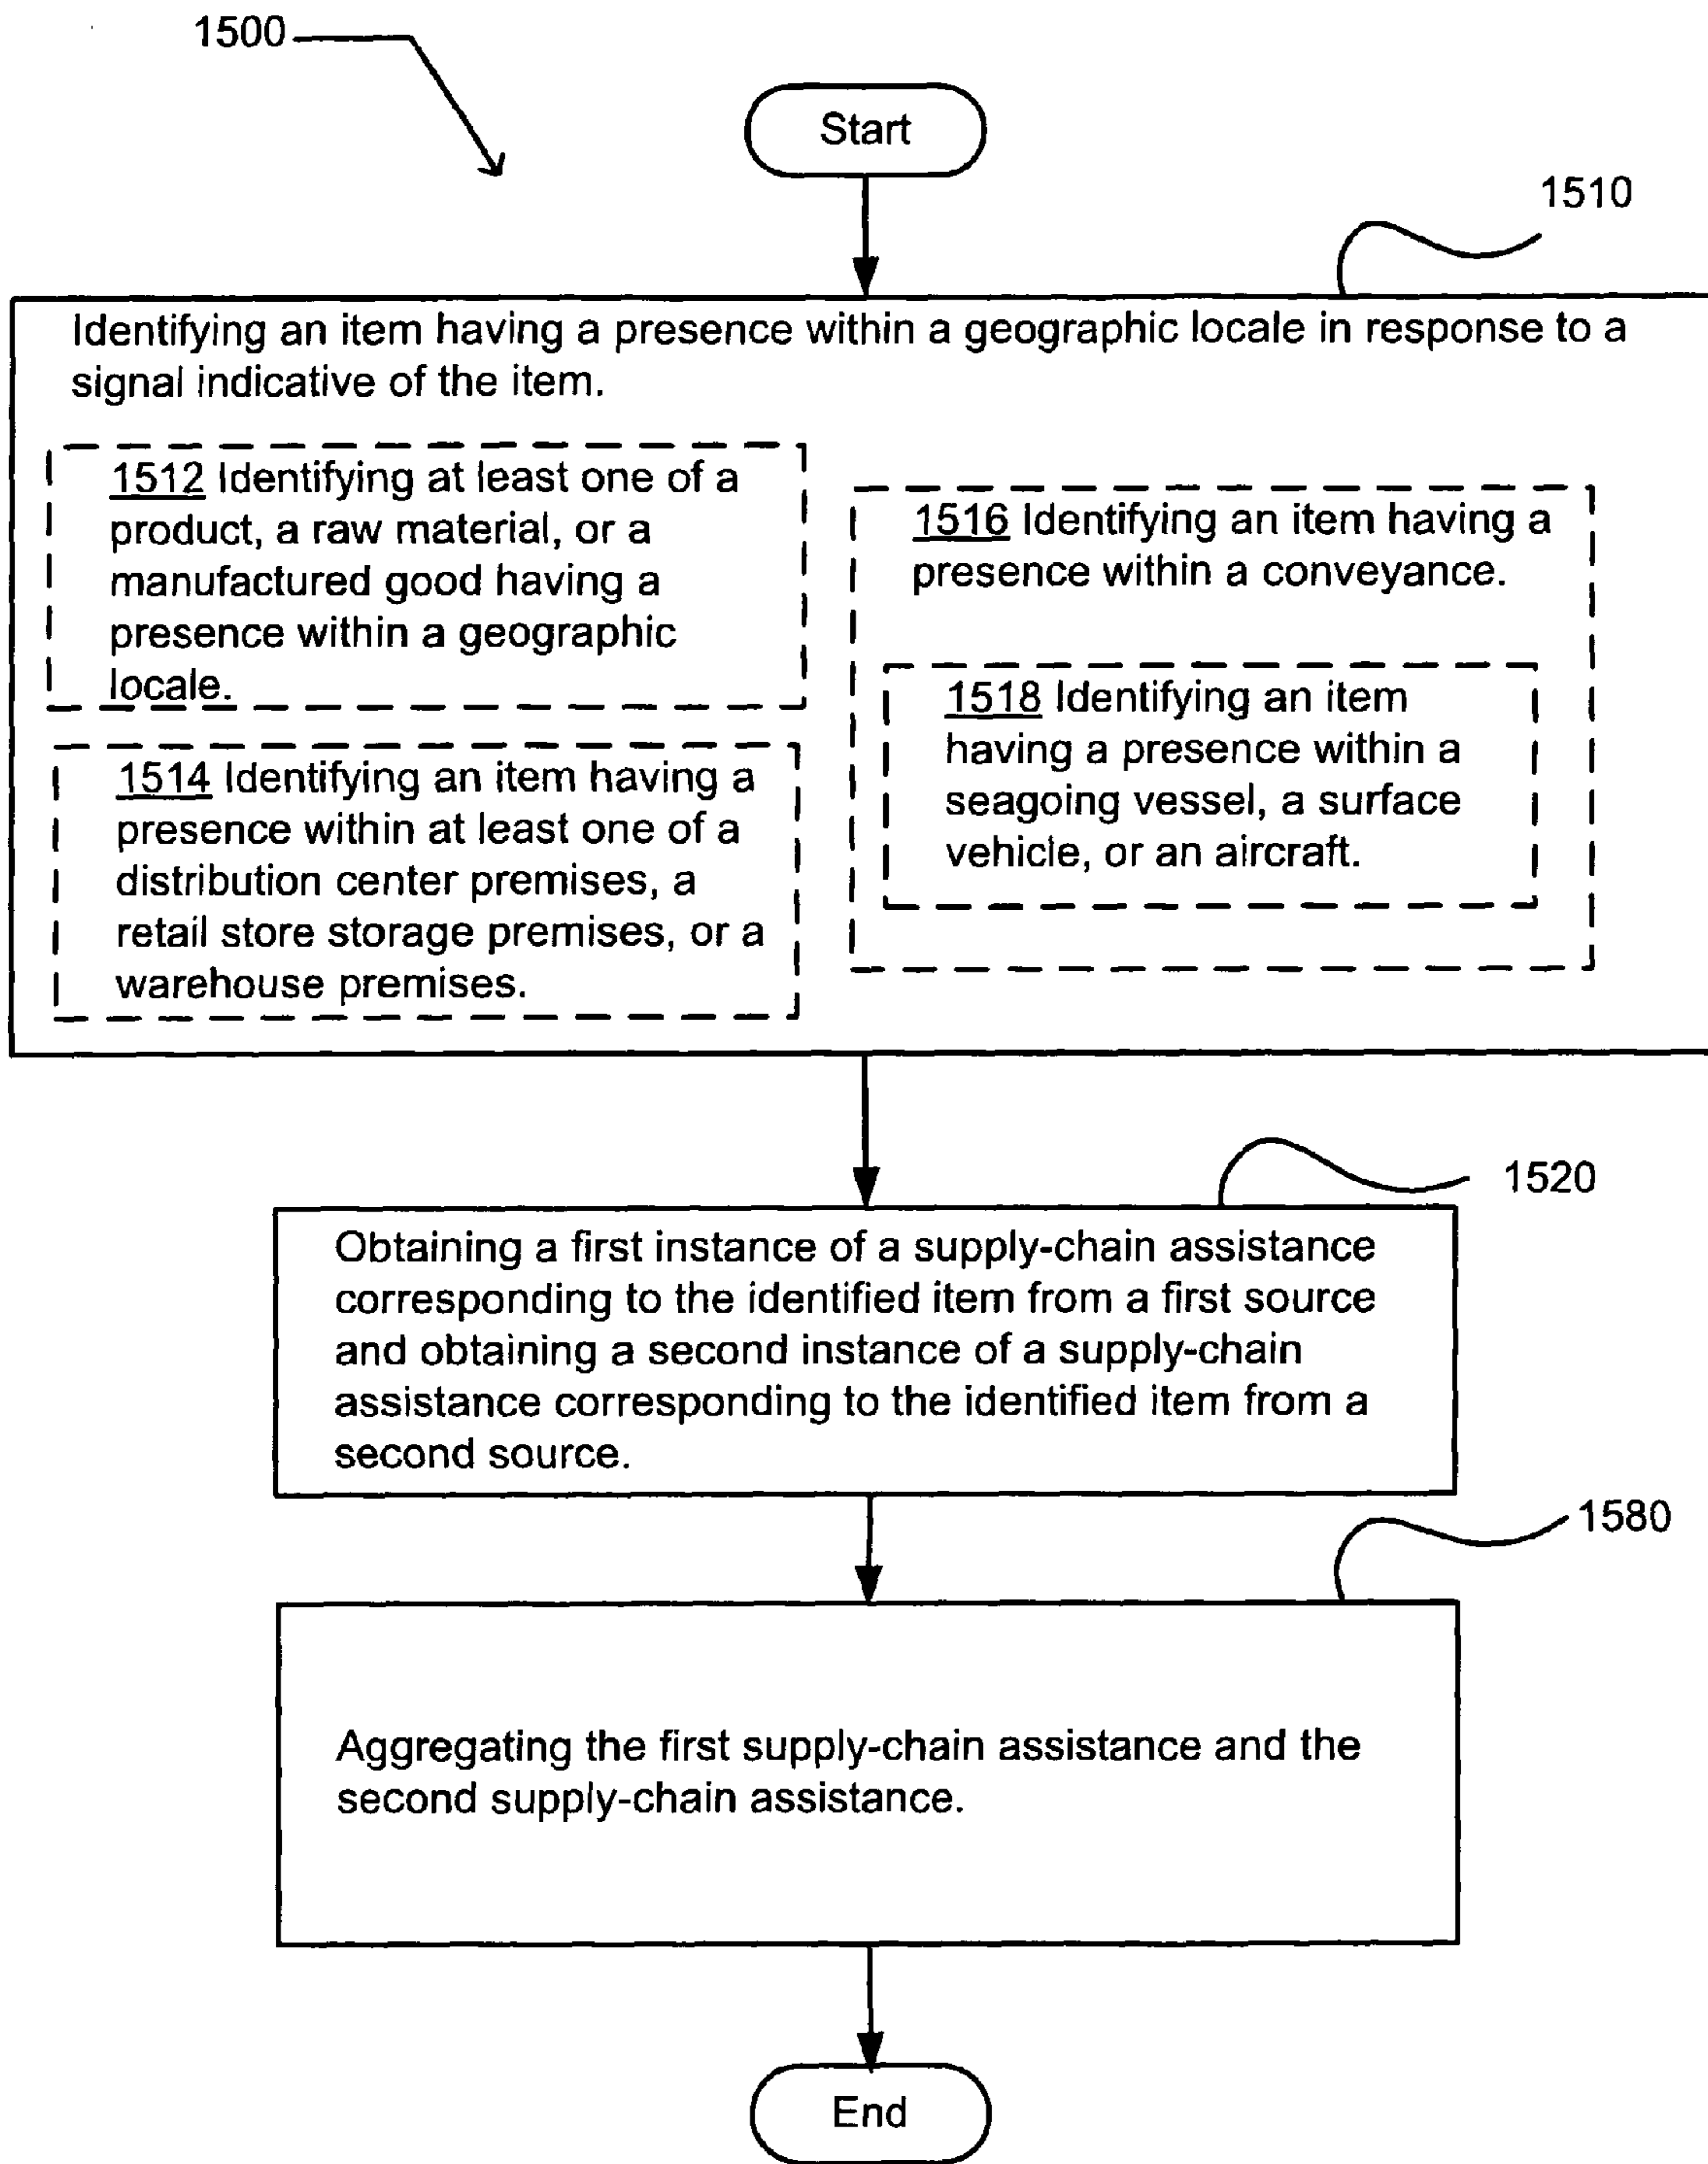 1500
Start
1510
Identifying an item having a presence within a geographic locale in response to a
signal indicative of the item.
1512 Identifying at least one of a
product, a raw material, or a
manufactured good having a
presence within a geographic
locale.
1514 Identifying an item having a
presence within at least one of a
distribution center premises, a
retail store storage premises, or a
warehouse premises.
1516 Identifying an item having a
presence within a conveyance.
1518 Identifying an item
having a presence within a
seagoing vessel, a surface
vehicle, or an aircraft.
1520
Obtaining a first instance of a supply-chain assistance
corresponding to the identified item from a first source
and obtaining a second instance of a supply-chain
assistance corresponding to the identified item from a
second source.
1580
Aggregating the first supply-chain assistance and the
second supply-chain assistance.
End